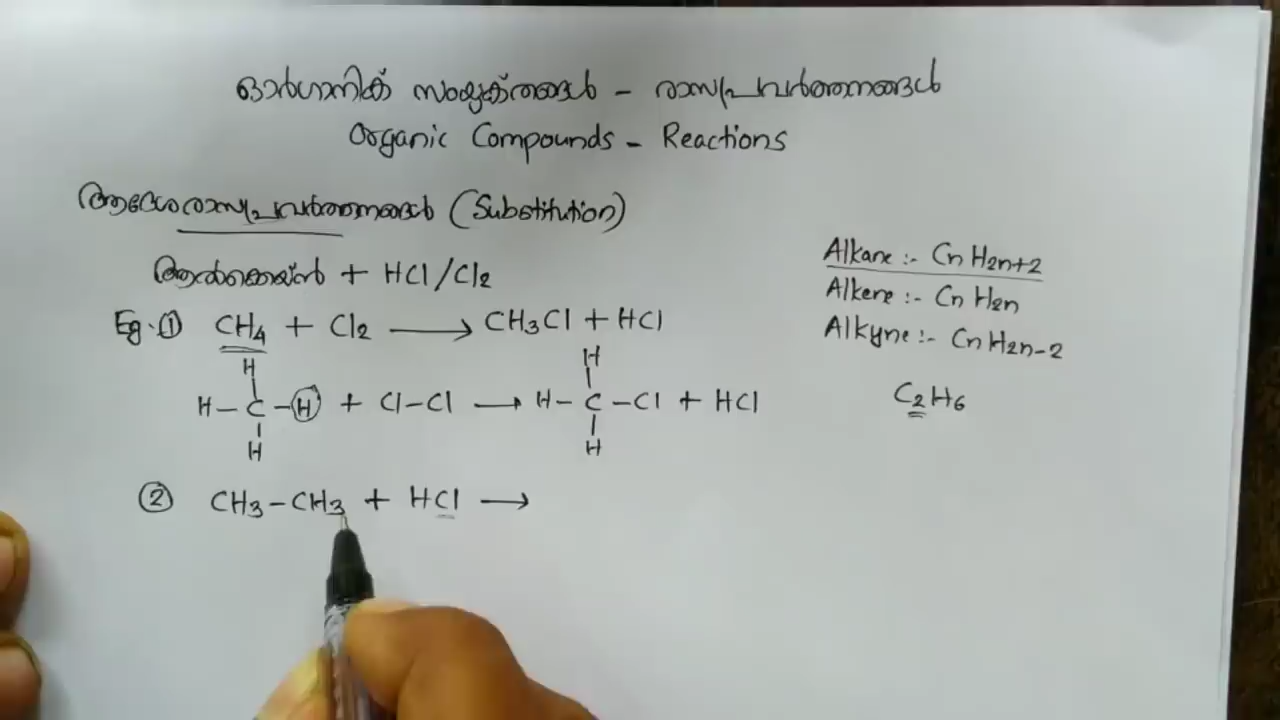 ഓർഗാനിക് സംയുക്തങ്ങൾ - രാസപ്രവർത്തനങ്ങൾ
Organic Compounds - Reactions
ആദേശരാസപ്രവർത്തനങ്ങൾ (Substitution)
ആൽക്കെയ്ൻ + HCl/Cl2
Eg. ① CH4 + Cl2 ⟶ CH3Cl + HCl
H H
H - C - H + Cl - Cl ⟶ H - C - Cl + HCl
H H
② CH3 - CH3 + HCl ⟶
Alkane :- CnH2n+2
Alkene :- CnH2n
Alkyne :- CnH2n-2
C2H6